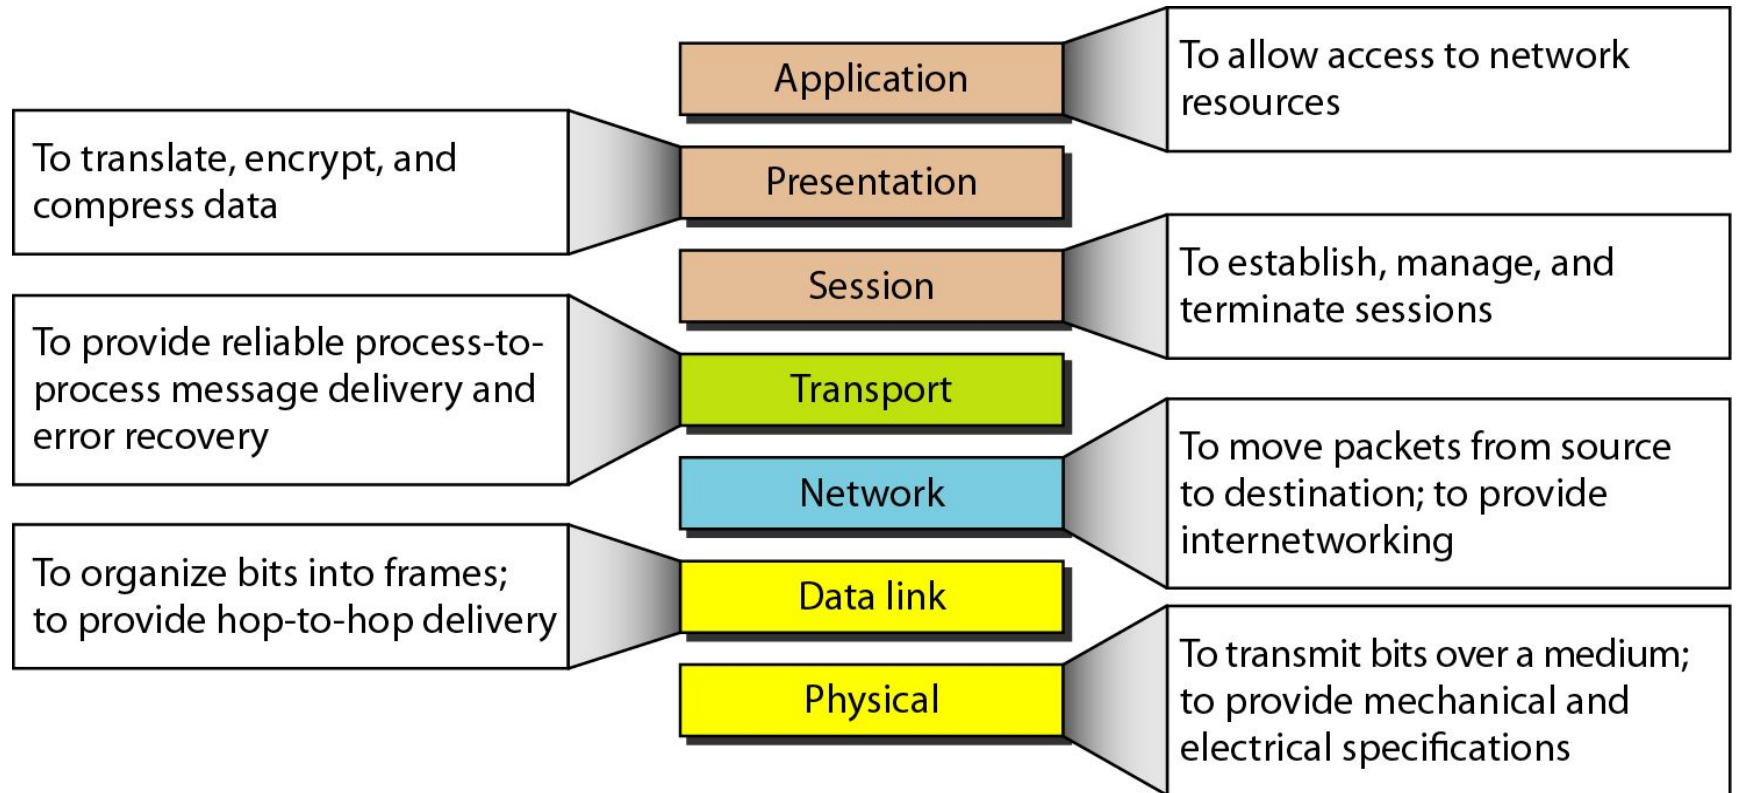 Application
To allow access to network
resources
To translate, encrypt, and
compress data
Presentation
Session
To establish, manage, and
terminate sessions
To provide reliable process-to-
process message delivery and
error recovery
Transport
Network
To move packets from source
to destination; to provide
internetworking
To organize bits into frames;
to provide hop-to-hop delivery
Data link
Physical
To transmit bits over a medium;
to provide mechanical and
electrical specifications